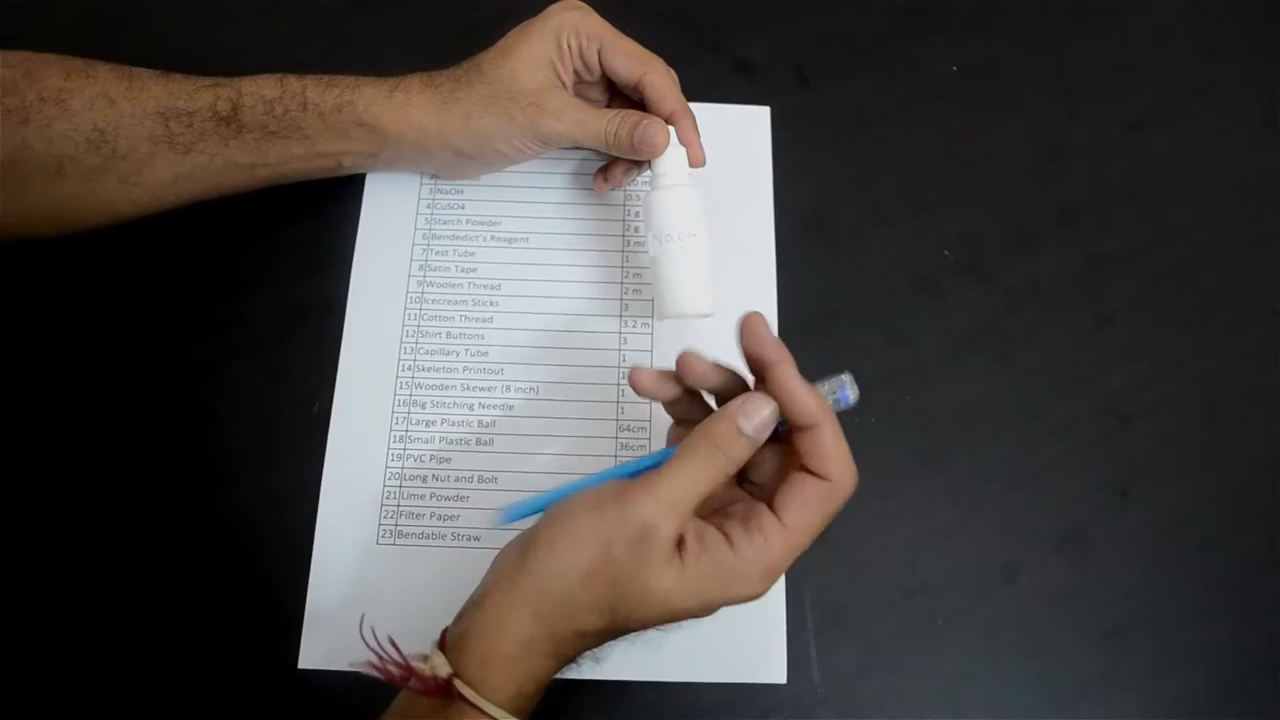 3 NaOH 0.5
4 CuSO4 1 g
5 Starch Powder 2 g
6 Bendedict's Reagent 3 ml
7 Test Tube 1
8 Satin Tape 2 m
9 Woolen Thread 2 m
10 Icecream Sticks 3
11 Cotton Thread 3.2 m
12 Shirt Buttons 3
13 Capillary Tube 1
14 Skeleton Printout 1
15 Wooden Skewer (8 inch) 1
16 Big Stitching Needle 1
17 Large Plastic Ball 64cm
18 Small Plastic Ball 36cm
19 PVC Pipe
20 Long Nut and Bolt
21 Lime Powder
22 Filter Paper
23 Bendable Straw